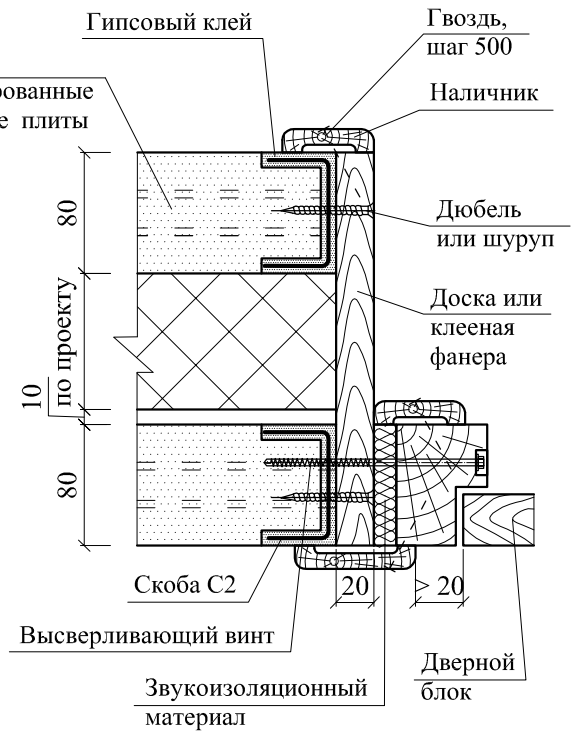 Гипсовый клей
Гвоздь,
шаг 500
Наличник
плиты
80
Дюбель
или шуруп
Доска или
клееная
фанера
по проекту
10
80
20
> 20
Скоба С2
Высверливающий винт
Звукоизоляционный
материал
Дверной
блок